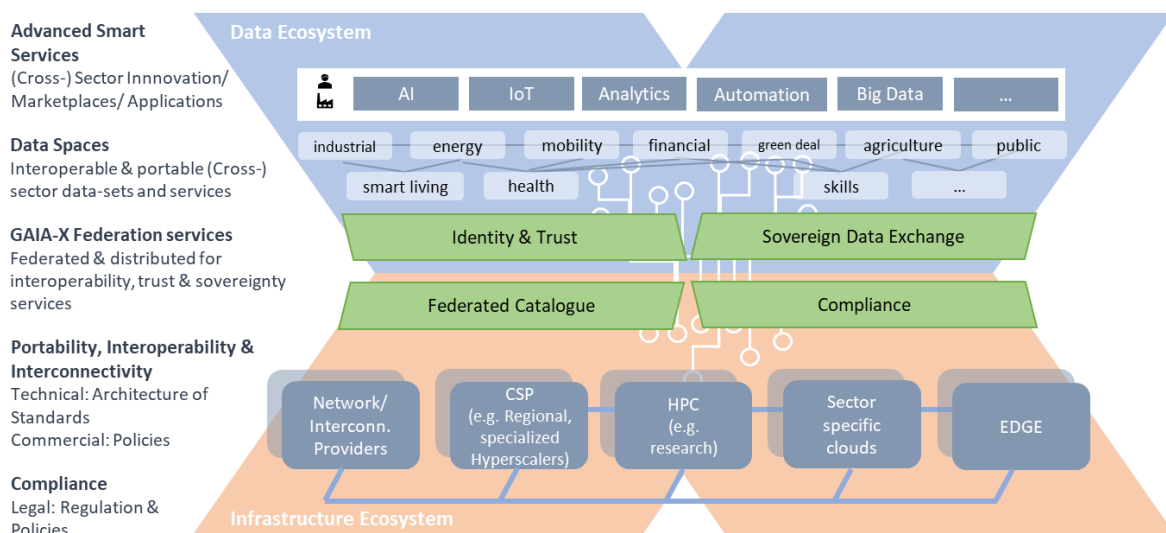 Advanced Smart
Services
(Cross-) Sector Innnovation/
Marketplaces/ Applications
Data Spaces
Interoperable & portable (Cross-)
sector data-sets and services
GAIA-X Federation services
Federated & distributed for
interoperability, trust & sovereignty
services
Portability, Interoperability &
Interconnectivity
Technical: Architecture of
Standards
Commercial: Policies
Compliance
Legal: Regulation &
Policies
Data Ecosystem
AI
IoT
Analytics
Automation
Big Data
...
industrial
energy
mobility
financial
green deal
agriculture
public
smart living
health
skills
...
Identity & Trust
Sovereign Data Exchange
Federated Catalogue
Compliance
Network/
Interconn.
Providers
CSP
(e.g. Regional,
specialized
Hyperscalers)
HPC
(e.g.
research)
Sector
specific
clouds
EDGE
Infrastructure Ecosystem